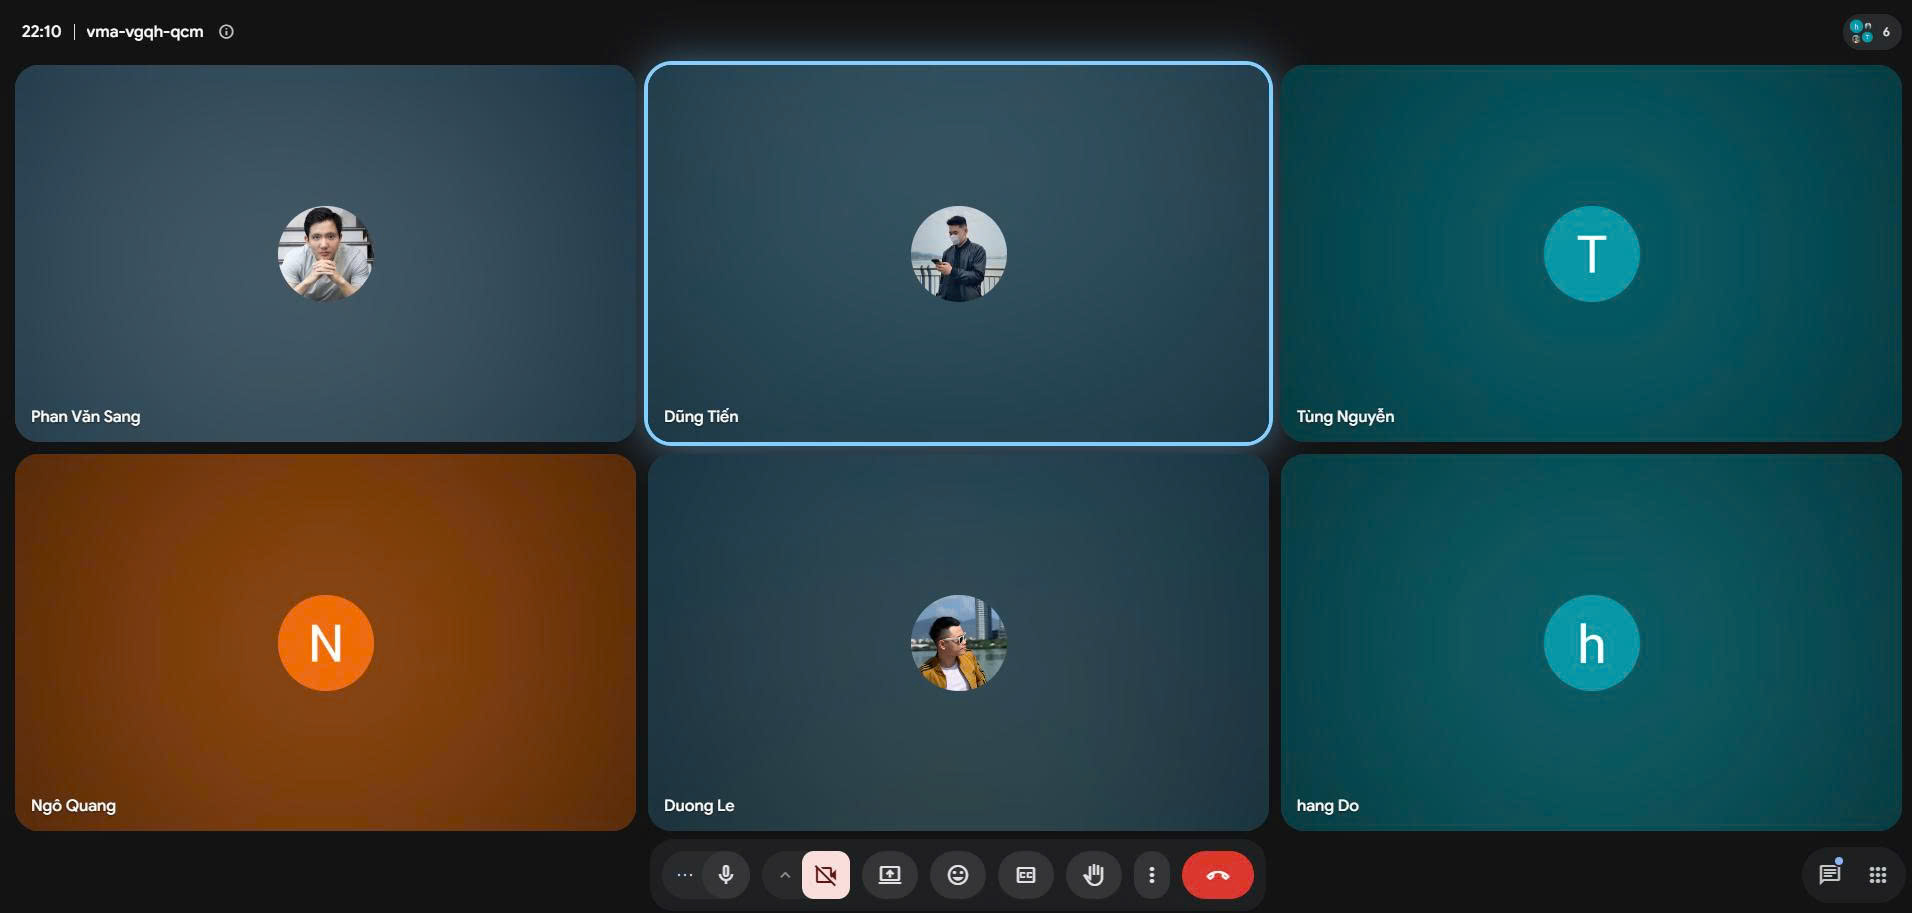 22:10 | vma-vgqh-qcm
6
Phan Văn Sang
Dũng Tiến
T
Tùng Nguyễn
N
Ngô Quang
Duong Le
h
hang Do
CC